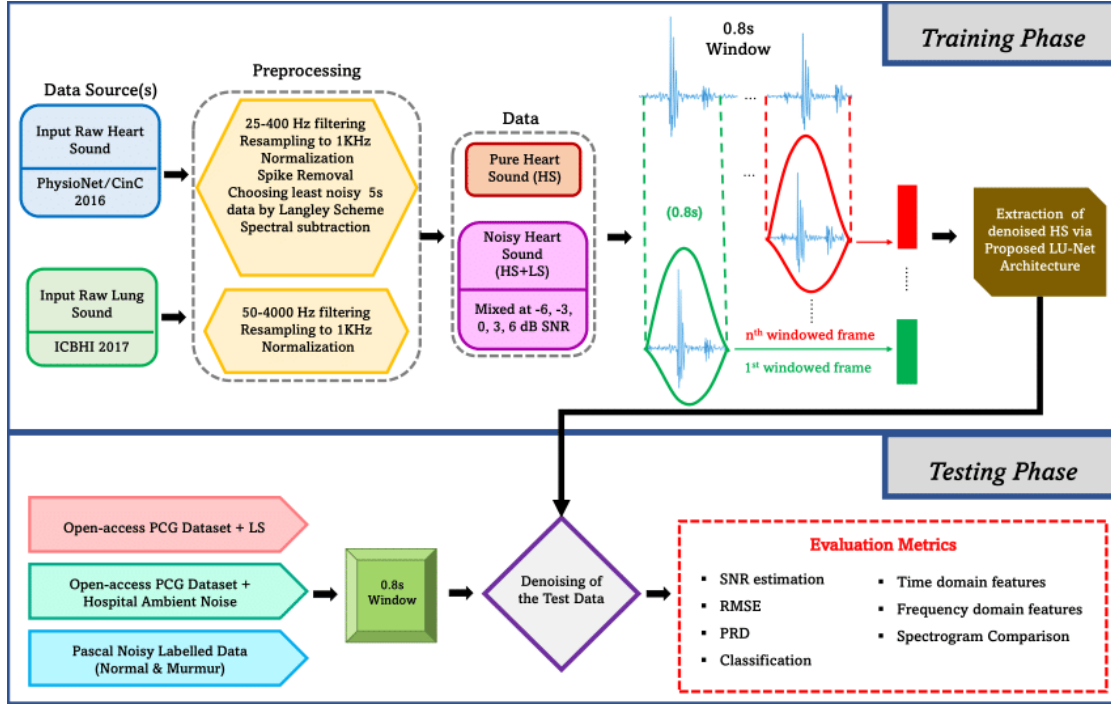 Training Phase
Data Source(s)
Input Raw Heart
Sound
PhysioNet/CinC
2016
Input Raw Lung
Sound
ICBHI 2017
Preprocessing
25-400 Hz filtering
Resampling to 1KHz
Normalization
Spike Removal
Choosing least noisy 5s
data by Langley Scheme
Spectral subtraction
50-4000 Hz filtering
Resampling to 1KHz
Normalization
Data
Pure Heart
Sound (HS)
Noisy Heart
Sound
(HS+LS)
Mixed at -6, -3,
0, 3, 6 dB SNR
0.8s
Window
...
...
(0.8s)
nth windowed frame
1st windowed frame
Extraction of
denoised HS via
Proposed LU-Net
Architecture
Testing Phase
Open-access PCG Dataset + LS
Open-access PCG Dataset +
Hospital Ambient Noise
Pascal Noisy Labelled Data
(Normal & Murmur)
0.8s
Window
Denoising of
the Test Data
Evaluation Metrics
▪ SNR estimation
▪ RMSE
▪ PRD
▪ Classification
▪ Time domain features
▪ Frequency domain features
▪ Spectrogram Comparison